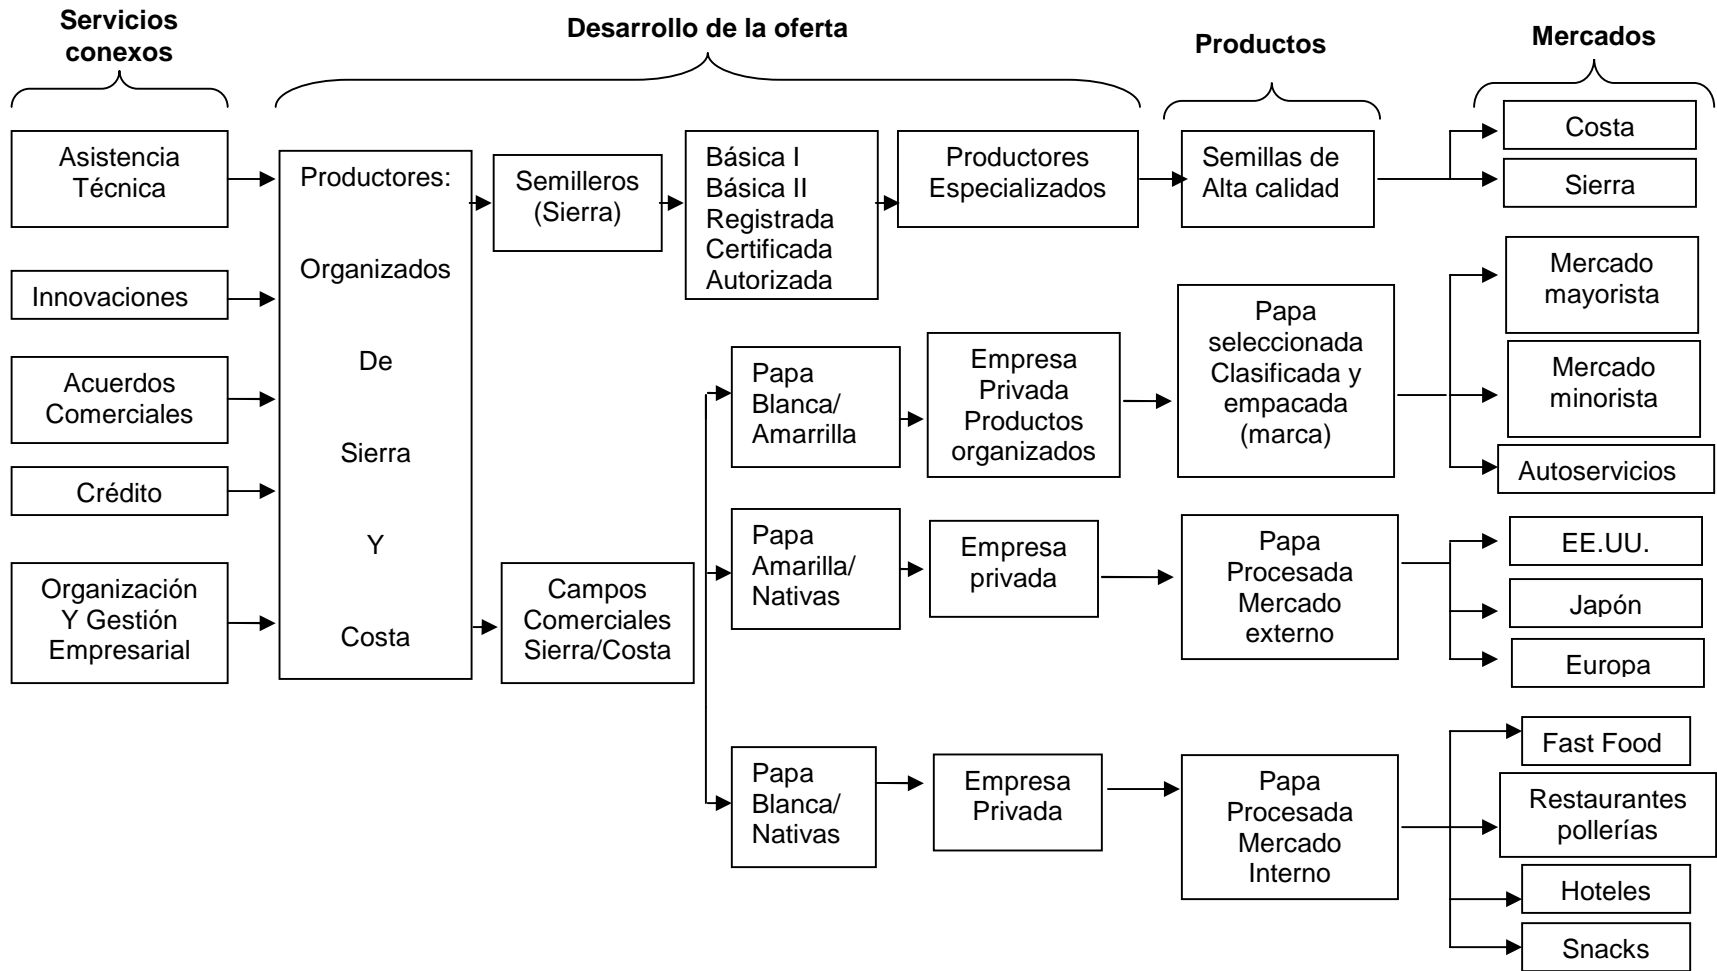 Servicios
conexos
Desarrollo de la oferta
Productos
Mercados
Asistencia
Técnica
Innovaciones
Acuerdos
Comerciales
Crédito
Organización
Y Gestión
Empresarial
Productores:
Organizados
De
Sierra
Y
Costa
Semilleros
(Sierra)
Campos
Comerciales
Sierra/Costa
Básica I
Básica II
Registrada
Certificada
Autorizada
Productores
Especializados
Semillas de
Alta calidad
Costa
Sierra
Papa
Blanca/
Amarrilla
Empresa
Privada
Productos
organizados
Papa
seleccionada
Clasificada y
empacada
(marca)
Mercado
mayorista
Mercado
minorista
Autoservicios
Papa
Amarilla/
Nativas
Empresa
privada
Papa
Procesada
Mercado
externo
EE.UU.
Japón
Europa
Papa
Blanca/
Nativas
Empresa
Privada
Papa
Procesada
Mercado
Interno
Fast Food
Restaurantes
pollerías
Hoteles
Snacks